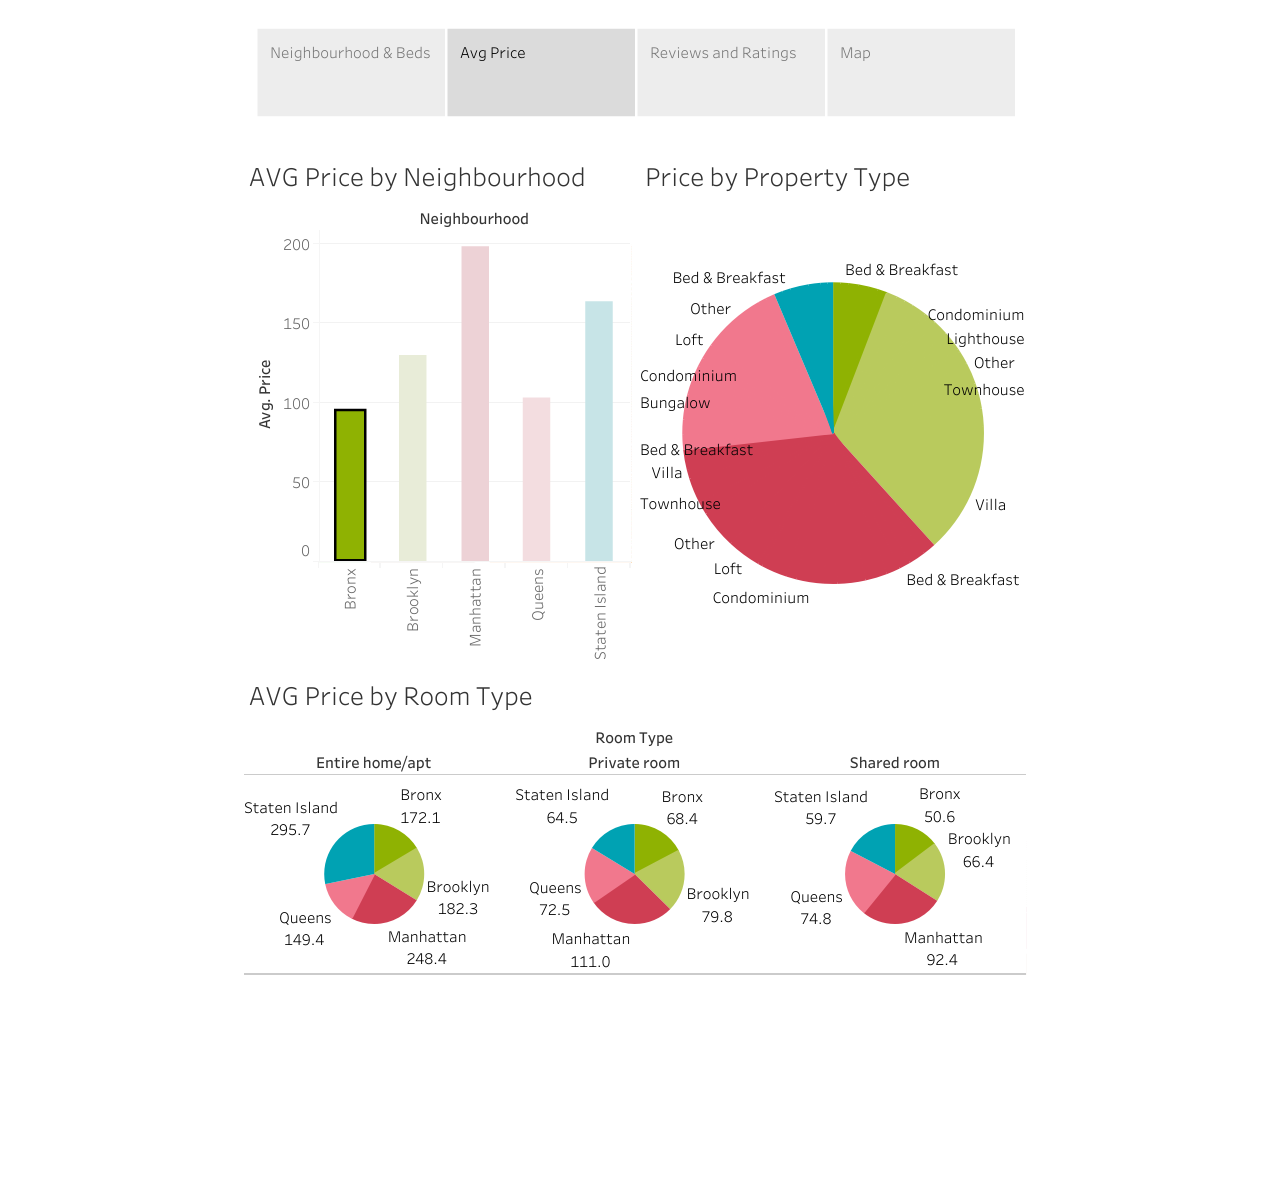 Neighbourhood & Beds
Avg Price
Reviews and Ratings
Map
AVG Price by Neighbourhood
Neighbourhood
Avg. Price
200
150
100
50
0
Bronx
Brooklyn
Manhattan
Queens
Staten Island
Price by Property Type
Bed & Breakfast
Bed & Breakfast
Other
Loft
Condominium
Bungalow
Bed & Breakfast
Villa
Townhouse
Other
Loft
Condominium
Condominium
Lighthouse
Other
Townhouse
Villa
Bed & Breakfast
AVG Price by Room Type
Room Type
Entire home/apt
Private room
Shared room
Staten Island
295.7
Bronx
172.1
Brooklyn
182.3
Queens
149.4
Manhattan
248.4
Staten Island
64.5
Bronx
68.4
Queens
72.5
Brooklyn
79.8
Manhattan
111.0
Staten Island
59.7
Bronx
50.6
Brooklyn
66.4
Queens
74.8
Manhattan
92.4